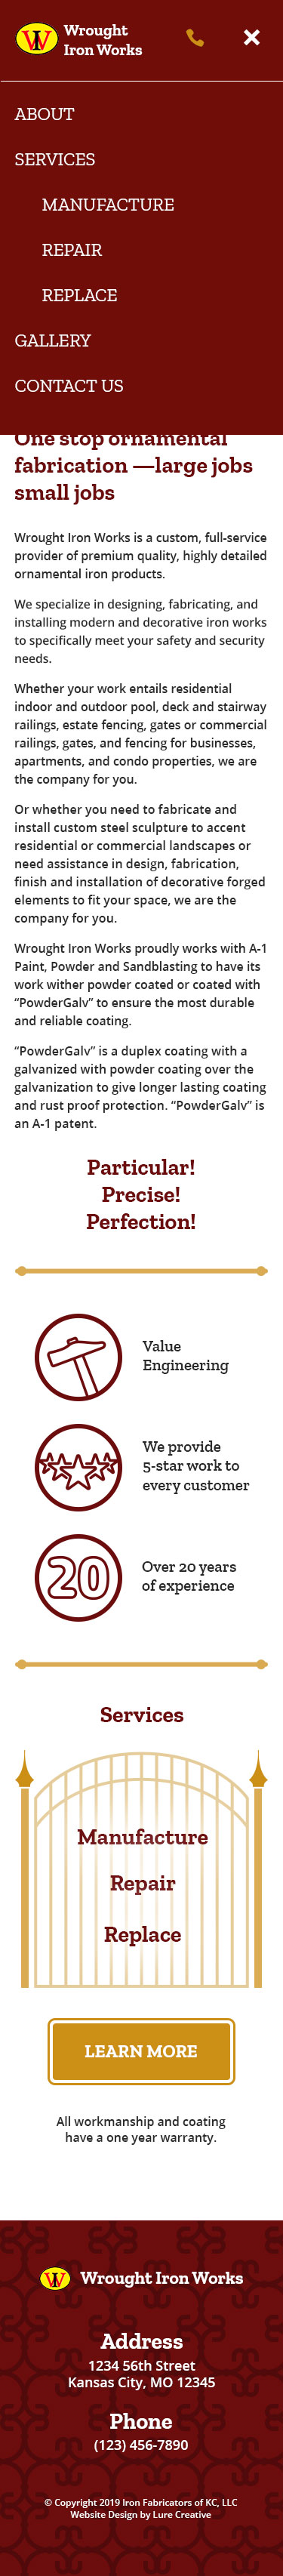 Wrought
Iron Works
ABOUT
SERVICES
MANUFACTURE
REPAIR
REPLACE
GALLERY
CONTACT US
One stop ornamental
fabrication —large jobs
small jobs
Wrought Iron Works is a custom, full-service
provider of premium quality, highly detailed
ornamental iron products.
We specialize in designing, fabricating, and
installing modern and decorative iron works
to specifically meet your safety and security
needs.
Whether your work entails residential
indoor and outdoor pool, deck and stairway
railings, estate fencing, gates or commercial
railings, gates, and fencing for businesses,
apartments, and condo properties, we are
the company for you.
Or whether you need to fabricate and
install custom steel sculpture to accent
residential or commercial landscapes or
need assistance in design, fabrication,
finish and installation of decorative forged
elements to fit your space, we are the
company for you.
Wrought Iron Works proudly works with A-1
Paint, Powder and Sandblasting to have its
work wither powder coated or coated with
“PowderGalv” to ensure the most durable
and reliable coating.
“PowderGalv” is a duplex coating with a
galvanized with powder coating over the
galvanization to give longer lasting coating
and rust proof protection. “PowderGalv” is
an A-1 patent.
Particular!
Precise!
Perfection!
Value
Engineering
We provide
5-star work to
every customer
20
Over 20 years
of experience
Services
Manufacture
Repair
Replace
LEARN MORE
All workmanship and coating
have a one year warranty.
Wrought Iron Works
Address
1234 56th Street
Kansas City, MO 12345
Phone
(123) 456-7890
© Copyright 2019 Iron Fabricators of KC, LLC
Website Design by Lure Creative